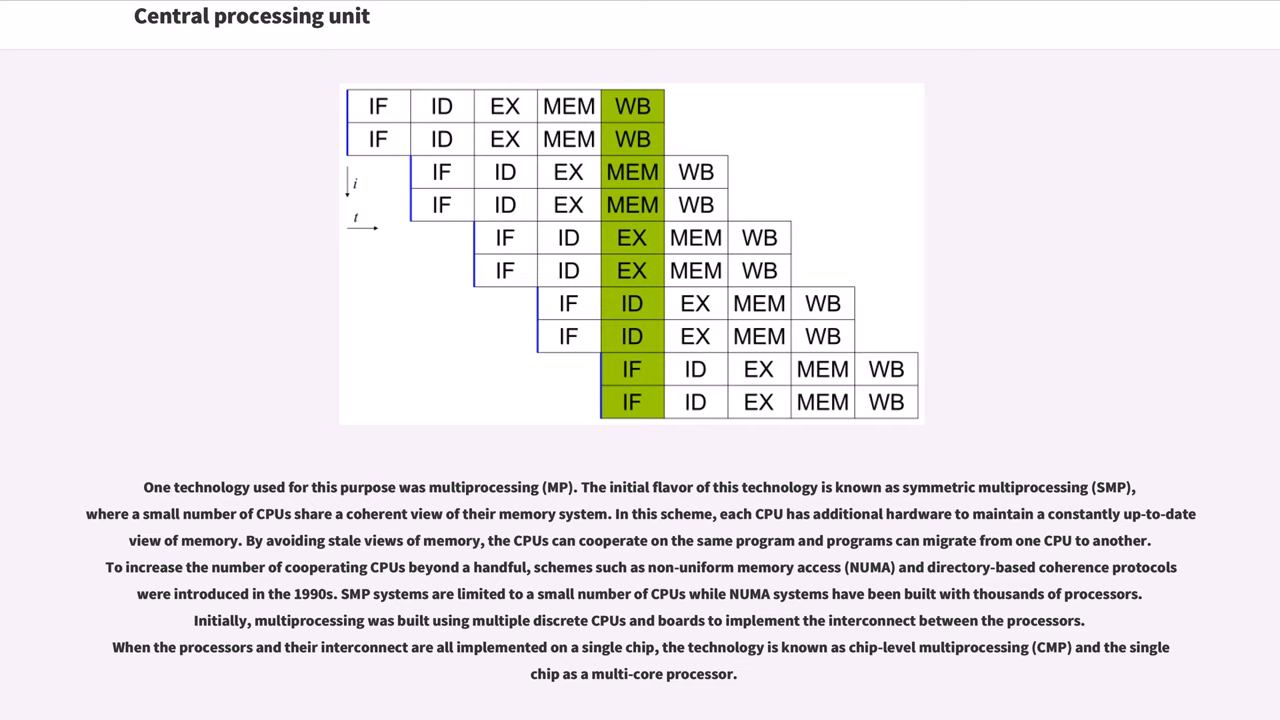 Central processing unit
IF ID EX MEM WB
IF ID EX MEM WB
IF ID EX MEM WB
i
IF ID EX MEM WB
t
IF ID EX MEM WB
IF ID EX MEM WB
IF ID EX MEM WB
IF ID EX MEM WB
IF ID EX MEM WB
IF ID EX MEM WB
One technology used for this purpose was multiprocessing (MP). The initial flavor of this technology is known as symmetric multiprocessing (SMP),
where a small number of CPUs share a coherent view of their memory system. In this scheme, each CPU has additional hardware to maintain a constantly up-to-date
view of memory. By avoiding stale views of memory, the CPUs can cooperate on the same program and programs can migrate from one CPU to another.
To increase the number of cooperating CPUs beyond a handful, schemes such as non-uniform memory access (NUMA) and directory-based coherence protocols
were introduced in the 1990s. SMP systems are limited to a small number of CPUs while NUMA systems have been built with thousands of processors.
Initially, multiprocessing was built using multiple discrete CPUs and boards to implement the interconnect between the processors.
When the processors and their interconnect are all implemented on a single chip, the technology is known as chip-level multiprocessing (CMP) and the single
chip as a multi-core processor.